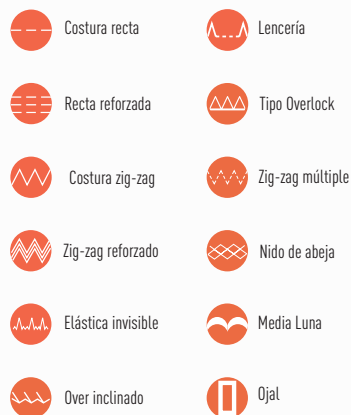 Costura recta
Lencería
Recta reforzada
Tipo Overlock
Costura zig-zag
Zig-zag múltiple
Zig-zag reforzado
Nido de abeja
Elástica invisible
Media Luna
Over inclinado
Ojal